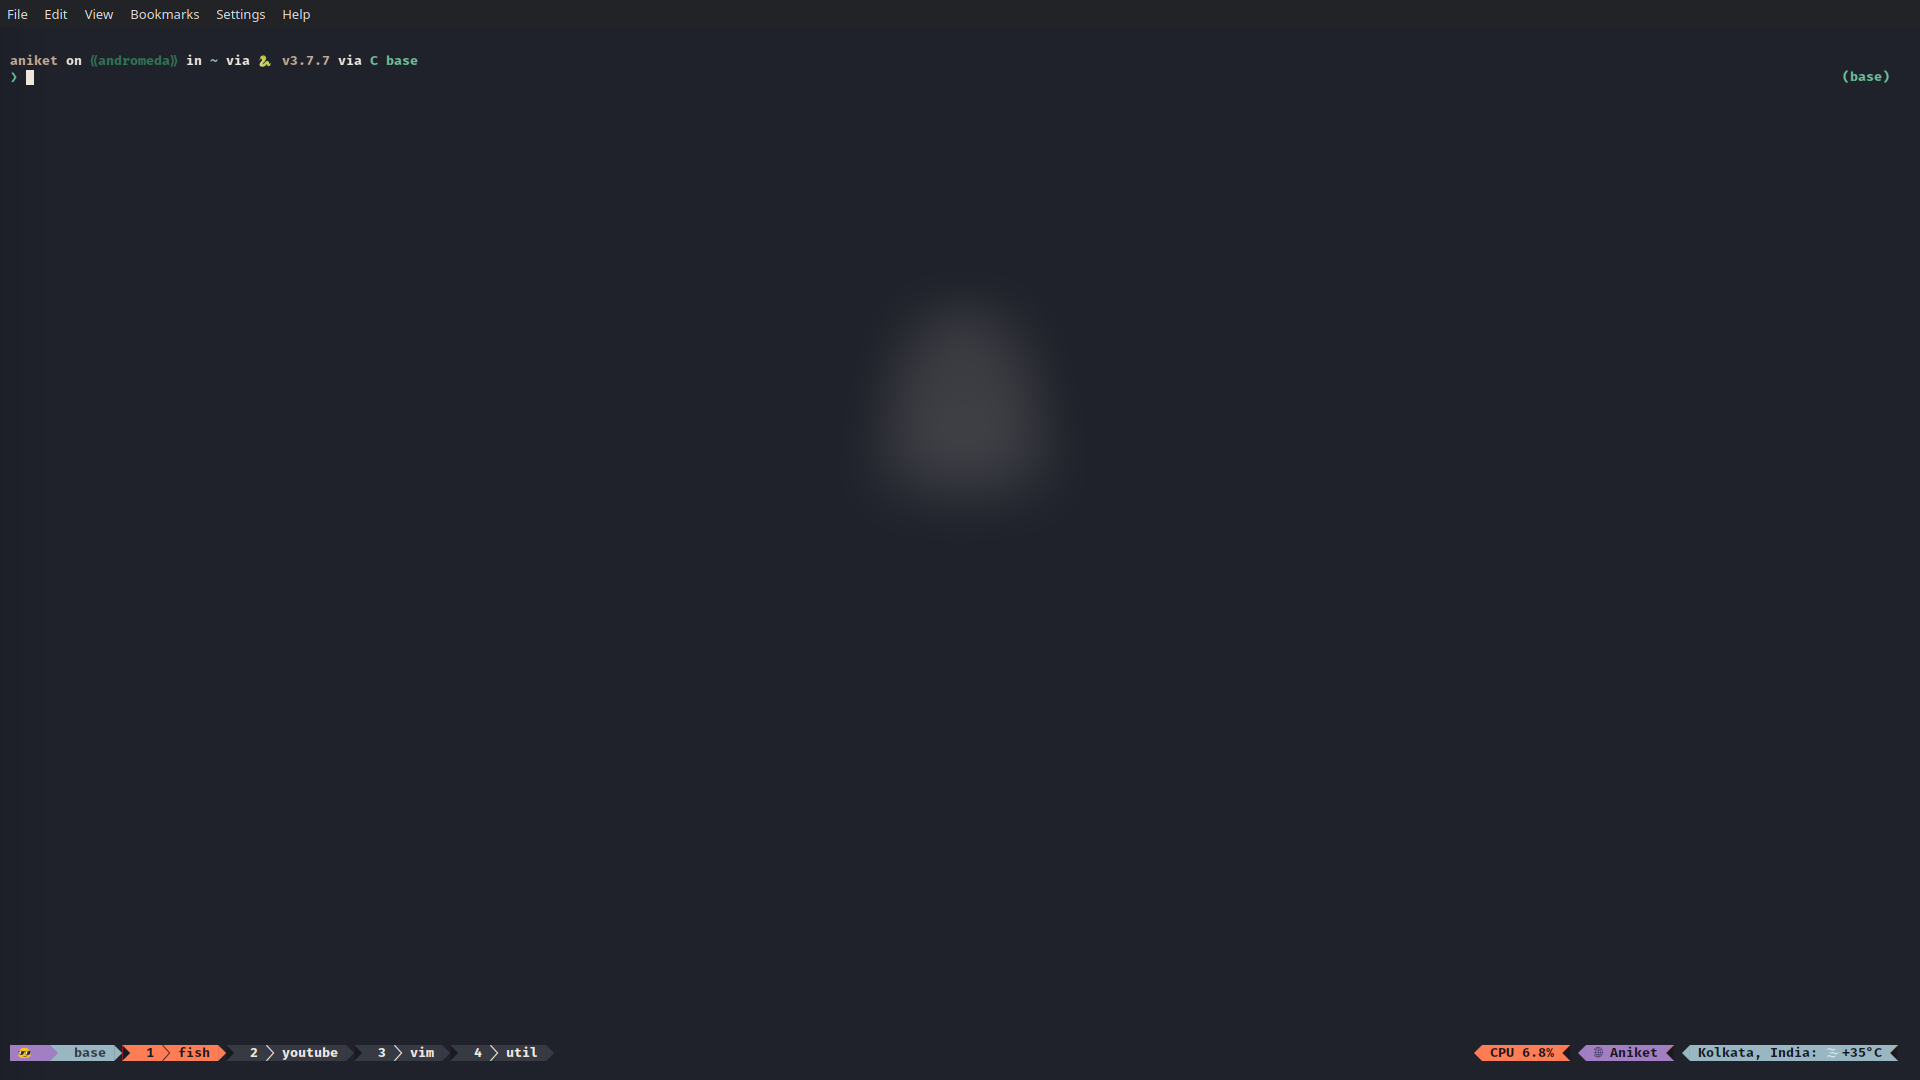 File Edit View Bookmarks Settings Help
aniket on ⟪andromeda⟫ in ~ via 🐍 v3.7.7 via C base
❯ (base)
base 1 fish 2 youtube 3 vim 4 util CPU 6.8% Aniket Kolkata, India: +35°C